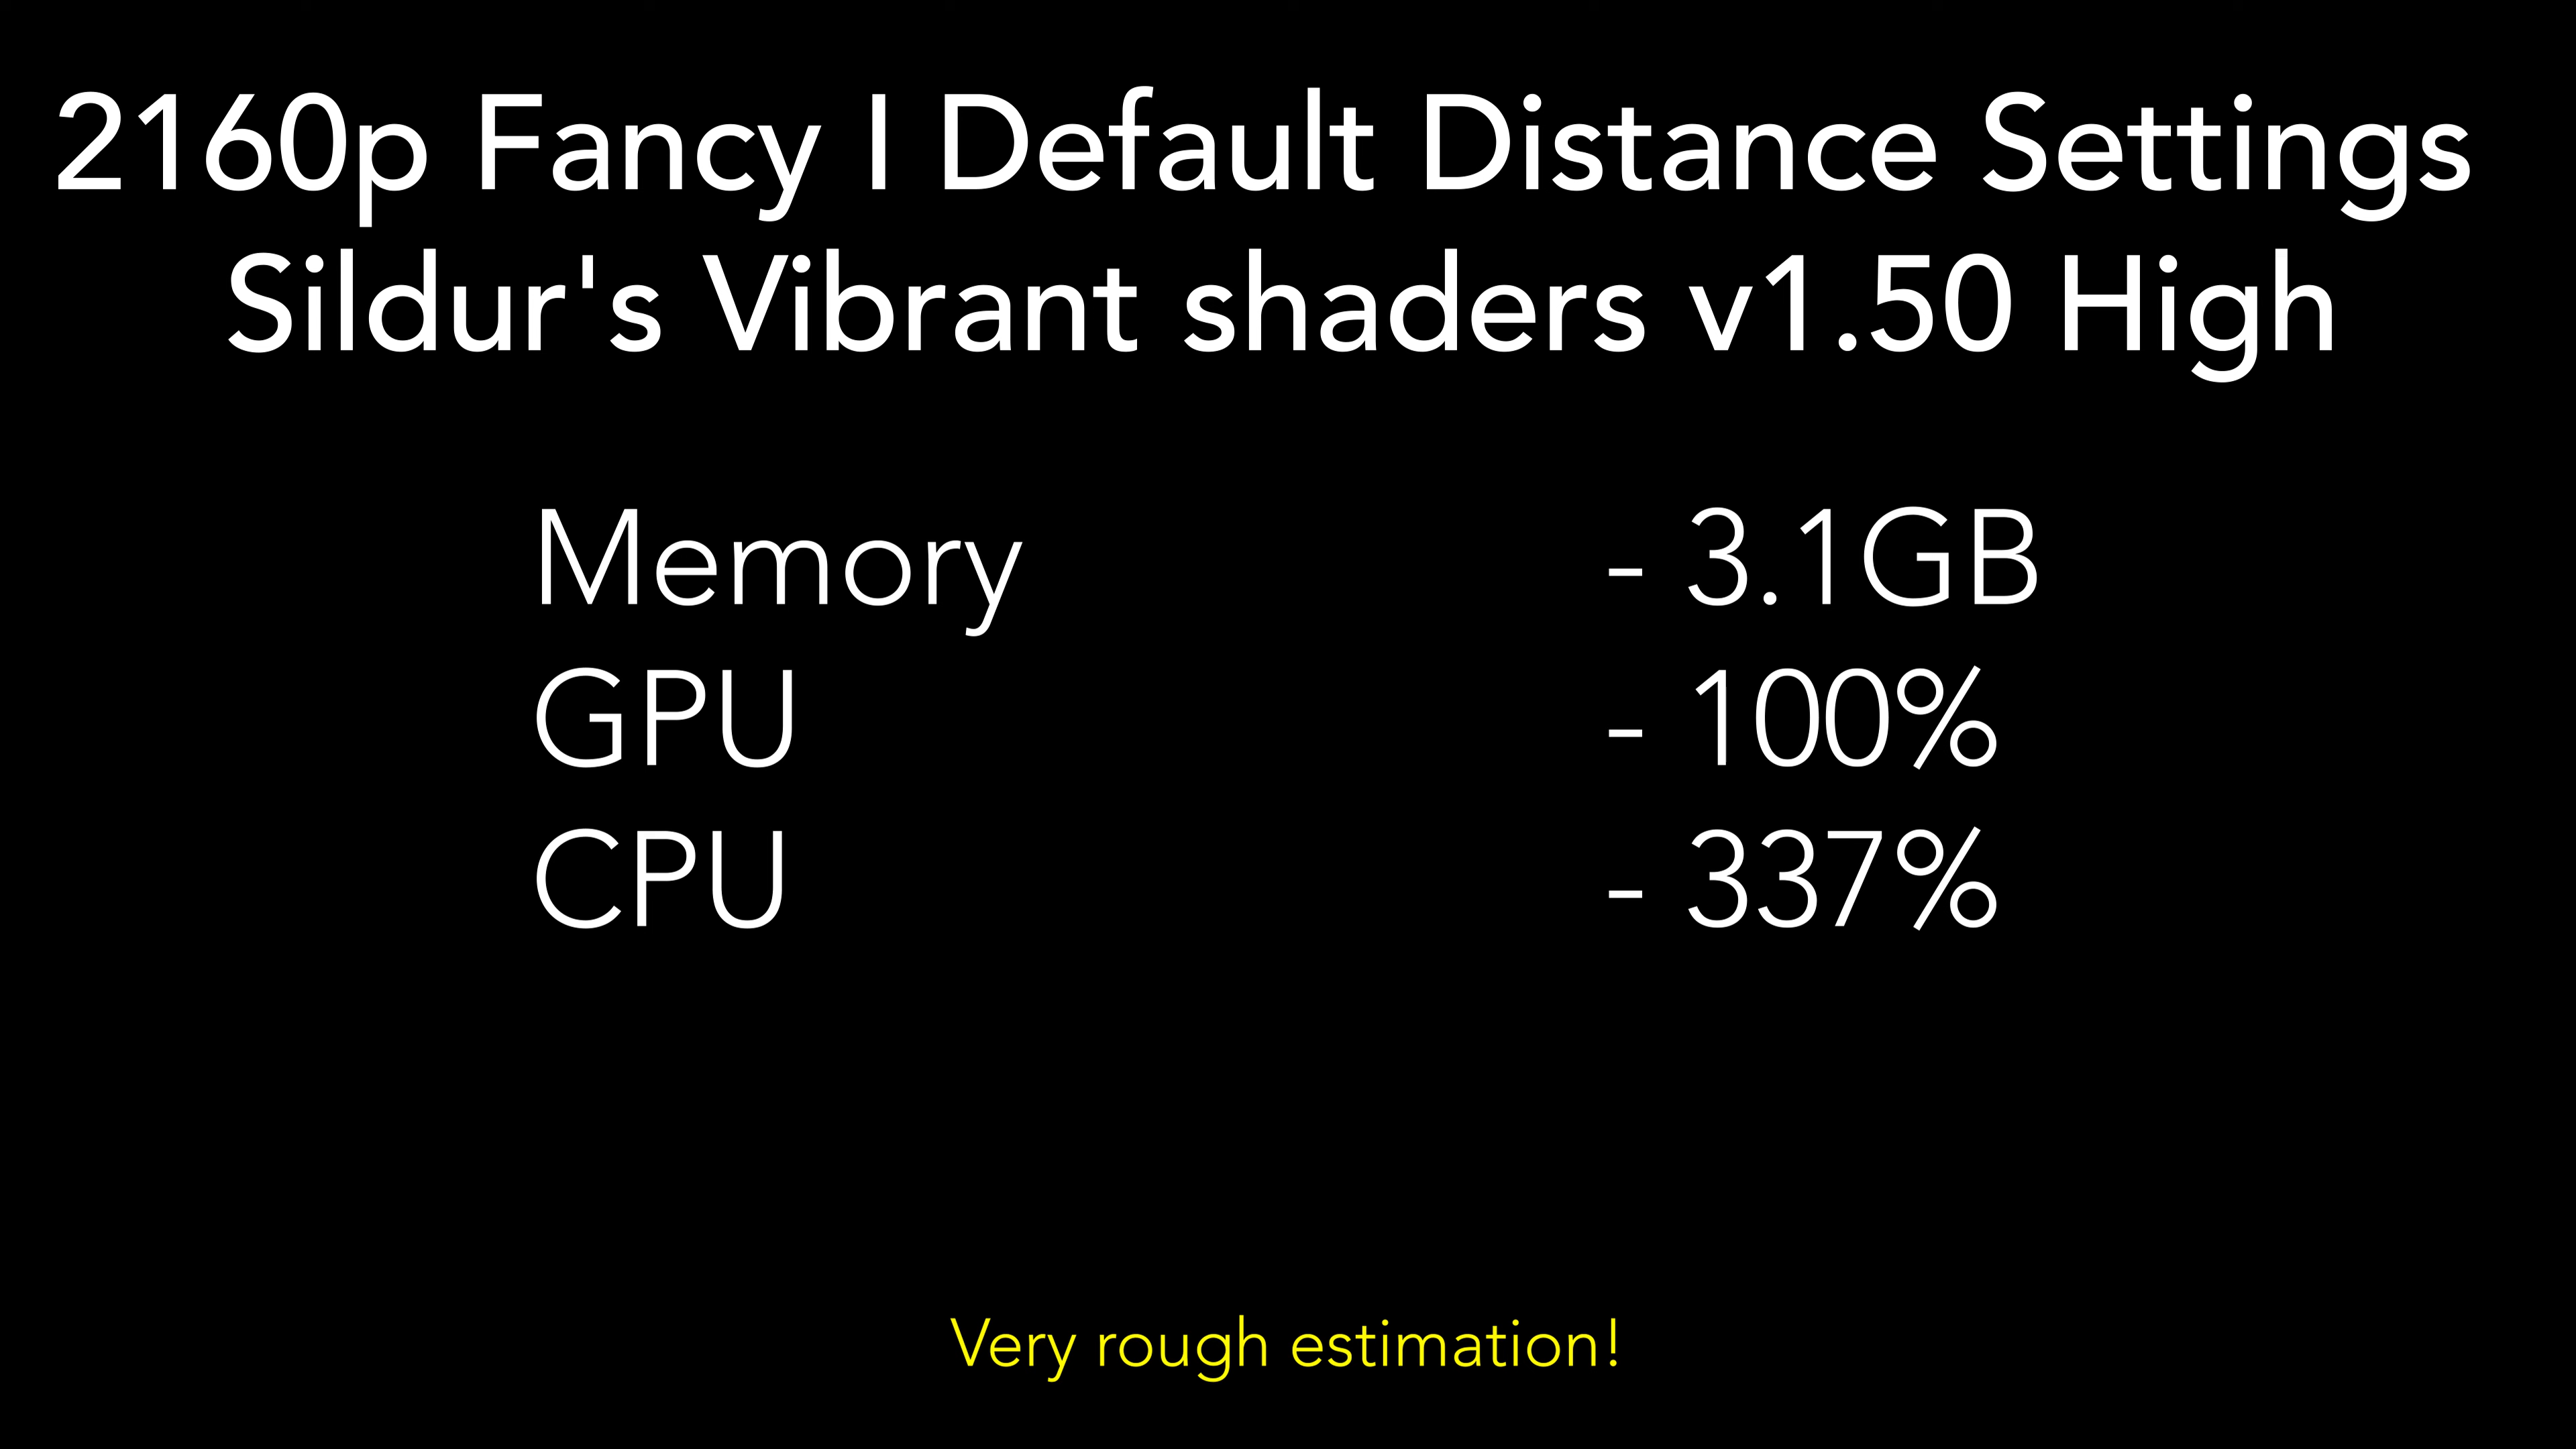 2160p Fancy I Default Distance Settings
Sildur's Vibrant shaders v1.50 High
Memory - 3.1GB
GPU - 100%
CPU - 337%
Very rough estimation!